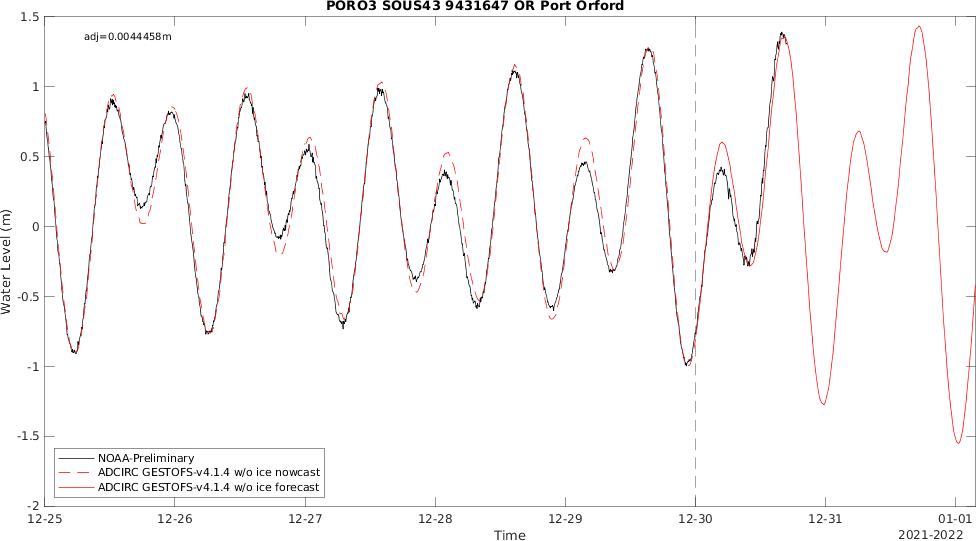 PORO3 SOUS43 9431647 OR Port Orford
adj=0.0044458m
1.5
1
0.5
0
-0.5
-1
-1.5
-2
Water Level (m)
NOAA-Preliminary
ADCIRC GESTOFS-v4.1.4 w/o ice nowcast
ADCIRC GESTOFS-v4.1.4 w/o ice forecast
12-25 12-26 12-27 12-28 12-29 12-30 12-31 01-01
Time
2021-2022